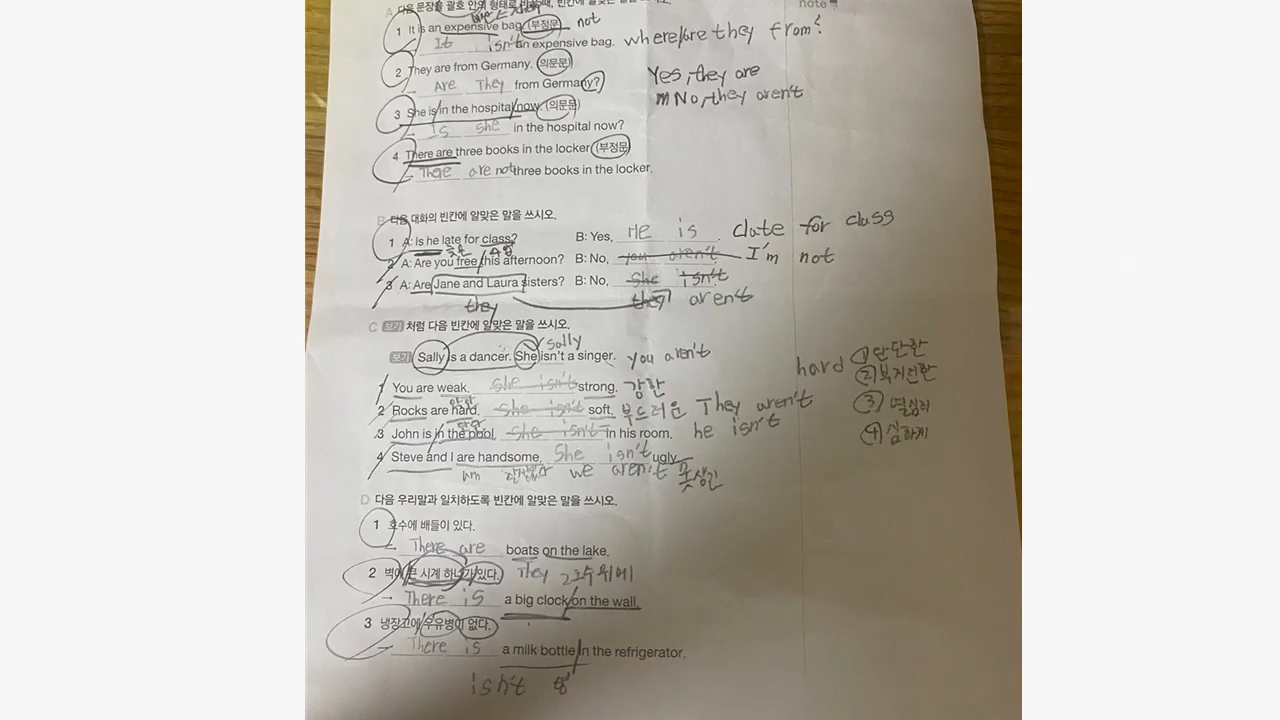 A 다음 문장을 괄호 안의 형태로
note
1 It is an expensive bag. (부정문) not
It isn't an expensive bag. where are they from?
2 They are from Germany. (의문문)
Yes, they are
→ Are They from Germany?
No, they aren't
3 She is in the hospital now. (의문문)
→ Is she in the hospital now?
4 There are three books in the locker. (부정문)
→ There are not three books in the locker.
B 다음 대화의 빈칸에 알맞은 말을 쓰시오.
1 A: Is he late for class? B: Yes, He is. late for class
늦은 수업
2 A: Are you free this afternoon? B: No, you aren't. I'm not
3 A: Are Jane and Laura sisters? B: No, she isn't.
they they aren't
C 보기 처럼 다음 빈칸에 알맞은 말을 쓰시오.
sally
보기 Sally is a dancer. She isn't a singer. you aren't
hard ① 단단한
1 You are weak. she isn't strong. 강한
②
2 Rocks are hard. she isn't soft. 부드러운 They aren't
③ 열심히
3 John is in the pool. she isn't in his room. he isn't
④ 심하게
4 Steve and I are handsome. She isn't ugly.
잘생겼다 we aren't 못생긴
D 다음 우리말과 일치하도록 빈칸에 알맞은 말을 쓰시오.
1 호수에 배들이 있다.
→ There are boats on the lake.
2 벽에 큰 시계 하나가 있다. They 호수위에
→ There is a big clock on the wall.
3 냉장고에 우유병이 없다.
→ There is a milk bottle in the refrigerator.
isn't